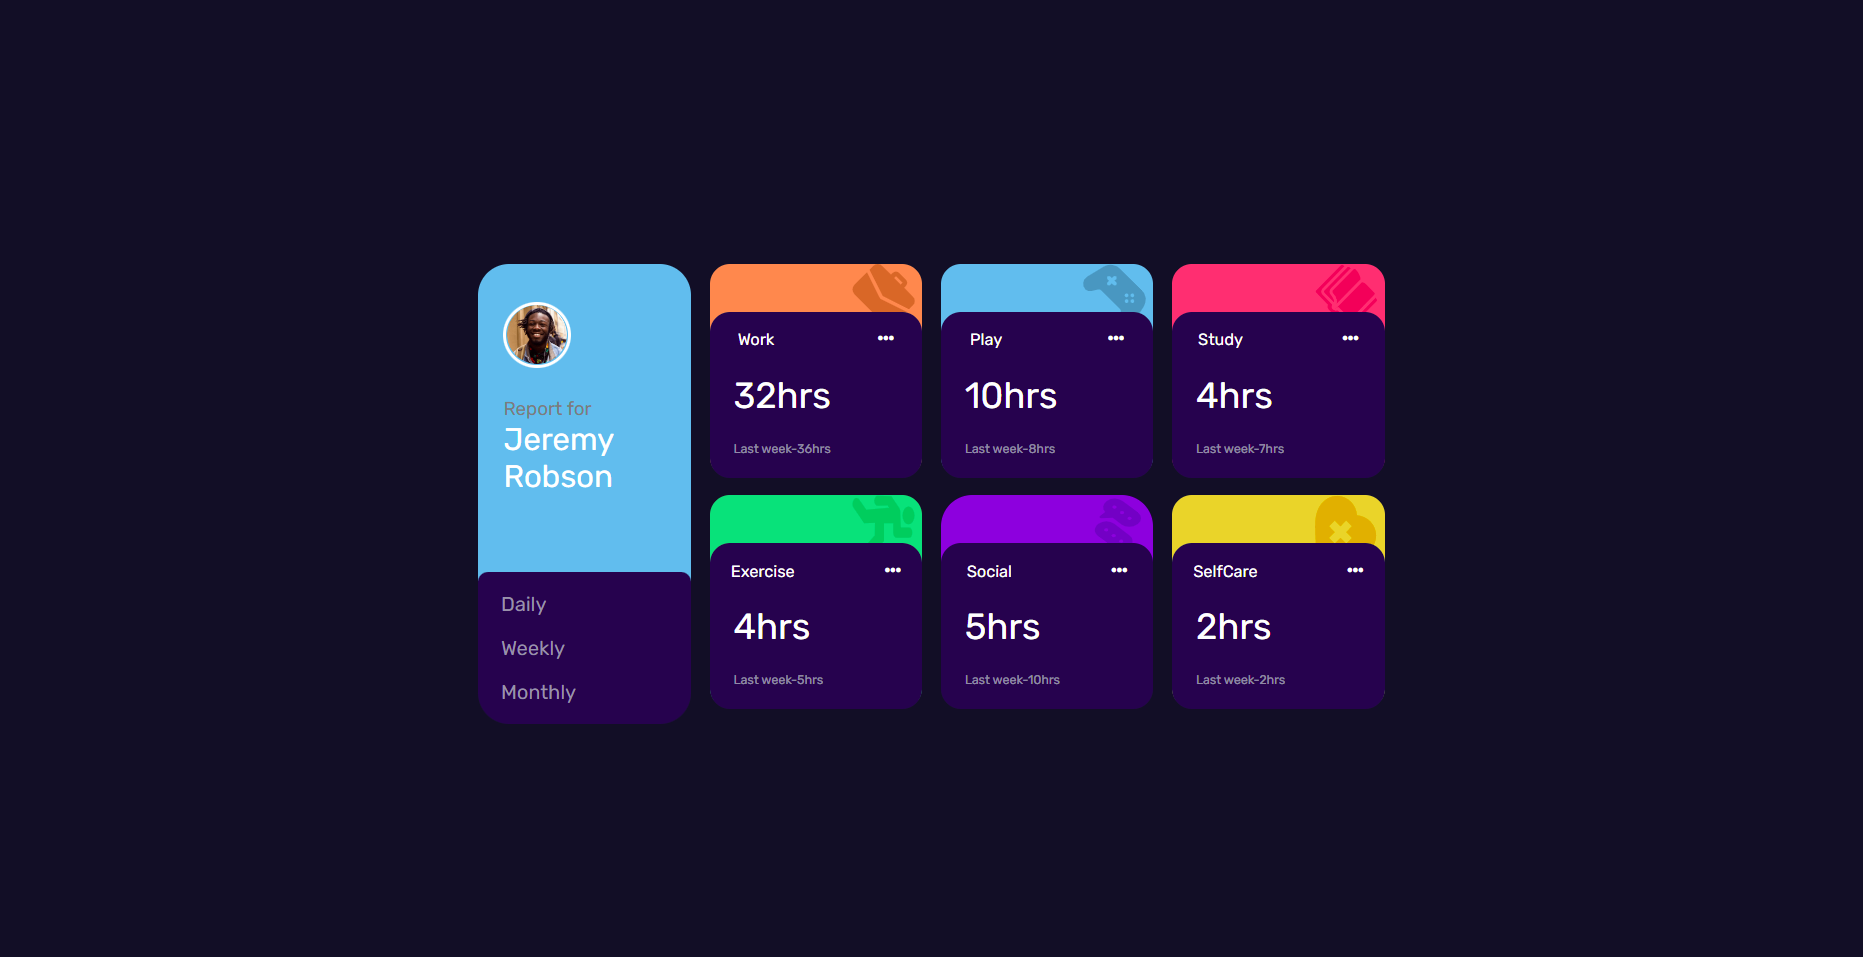 Report for
Jeremy
Robson
Daily
Weekly
Monthly
Work
32hrs
Last week-36hrs
Play
10hrs
Last week-8hrs
Study
4hrs
Last week-7hrs
Exercise
4hrs
Last week-5hrs
Social
5hrs
Last week-10hrs
SelfCare
2hrs
Last week-2hrs